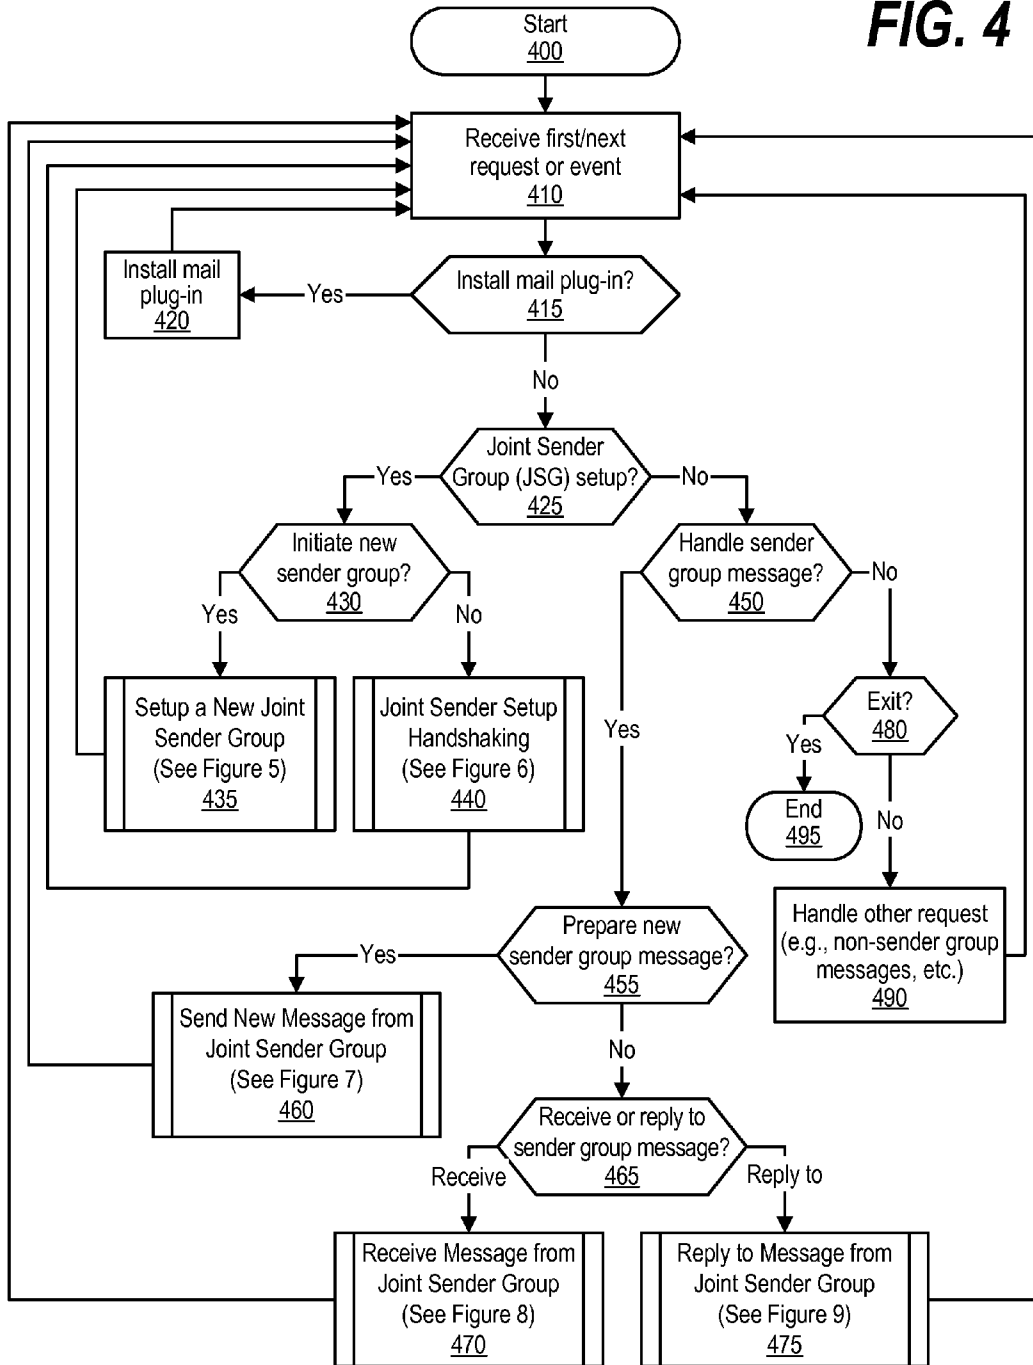 FIG. 4
Start
400
Receive first/next
request or event
410
Install mail
plug-in
420
Yes
Install mail plug-in?
415
No
Joint Sender
Group (JSG) setup?
425
Yes
No
Initiate new
sender group?
430
Handle sender
group message?
450
Yes
No
No
Setup a New Joint
Sender Group
(See Figure 5)
435
Joint Sender Setup
Handshaking
(See Figure 6)
440
Yes
Exit?
480
Yes
End
495
No
Handle other request
(e.g., non-sender group
messages, etc.)
490
Prepare new
sender group message?
455
Yes
Send New Message from
Joint Sender Group
(See Figure 7)
460
No
Receive or reply to
sender group message?
465
Receive
Reply to
Receive Message from
Joint Sender Group
(See Figure 8)
470
Reply to Message from
Joint Sender Group
(See Figure 9)
475